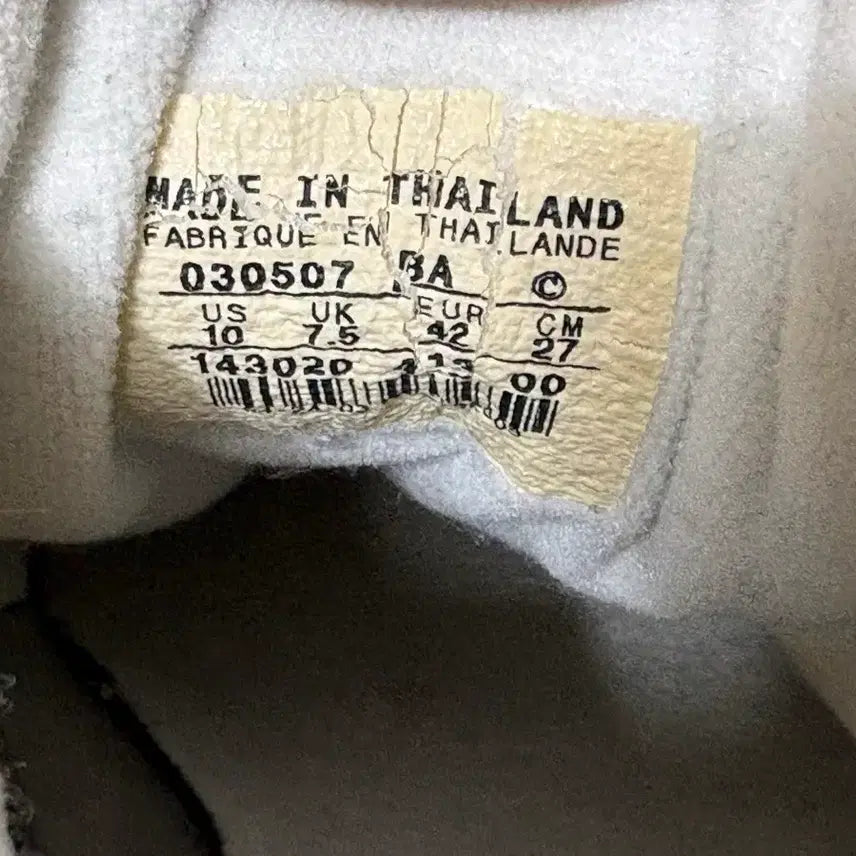 MADE IN THAILAND
FABRIQUE EN THAILANDE
030507 BA ©
US UK EUR CM
10 7.5 42 27
143020 113 00